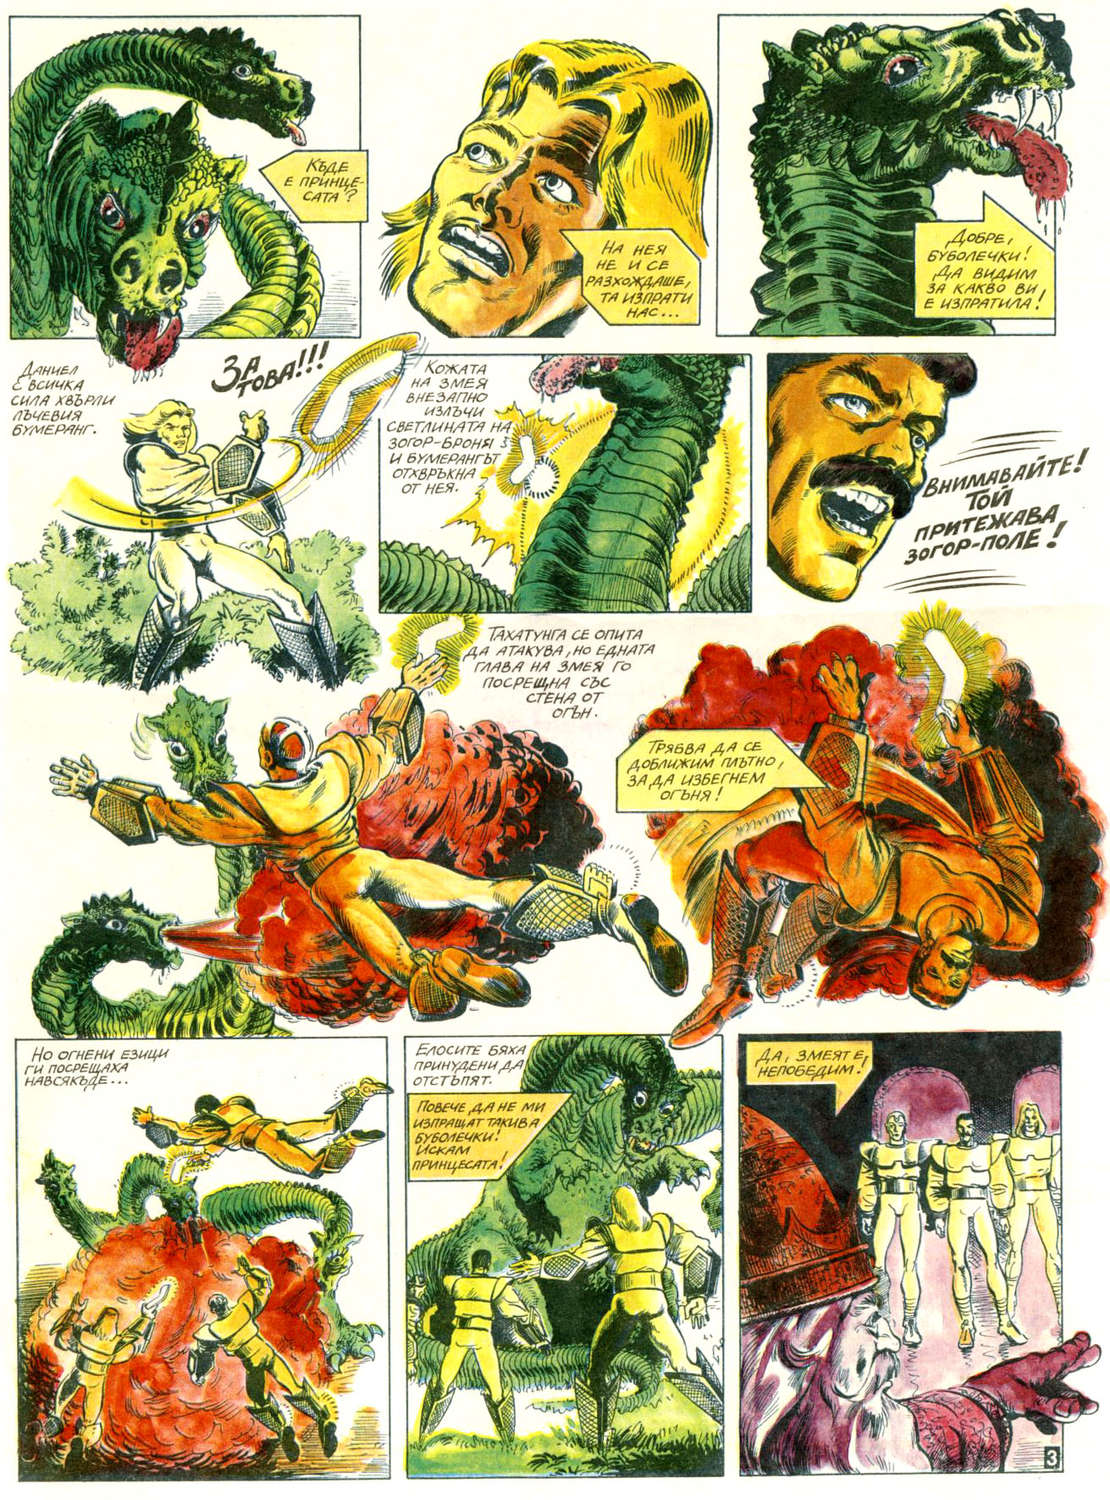 КЪДЕ
Е ПРИНЦЕ-
САТА?
НА НЕЯ
НЕ И СЕ
РАЗХОЖДАШЕ,
ТА ИЗПРАТИ
НАС...
ДОБРЕ,
БУБОЛЕЧКИ!
ДА ВИДИМ
ЗА КАКВО ВИ
Е ИЗПРАТИЛА!
ДАНИЕЛ
С ВСИЧКА
СИЛА ХВЪРЛИ
ЛЪЧЕВИЯ
БУМЕРАНГ.
ЗА
ТОВА!!!
КОЖАТА
НА ЗМЕЯ
ВНЕЗАПНО
ИЗЛЪЧИ
СВЕТЛИНАТА НА
ЗОГОР-БРОНЯ
И БУМЕРАНГЪТ
ОТХВРЪКНА
ОТ НЕЯ.
ВНИМАВАЙТЕ!
ТОЙ
ПРИТЕЖАВА
ЗОГОР-ПОЛЕ!
ТАХАТУНГА СЕ ОПИТА
ДА АТАКУВА, НО ЕДНАТА
ГЛАВА НА ЗМЕЯ ГО
ПОСРЕЩНА СЪС
СТЕНА ОТ
ОГЪН.
ТРЯБВА ДА СЕ
ДОБЛИЖИМ ПЛЪТНО,
ЗА ДА ИЗБЕГНЕМ
ОГЪНЯ!
НО ОГНЕНИ ЕЗИЦИ
ГИ ПОСРЕЩАХА
НАВСЯКЪДЕ...
ЕЛОСИТЕ БЯХА
ПРИНУДЕНИ ДА
ОТСТЪПЯТ.
ПОВЕЧЕ ДА НЕ МИ
ИЗПРАЩАТ ТАКИВА
БУБОЛЕЧКИ!
ИСКАМ
ПРИНЦЕСАТА!
ДА, ЗМЕЯТ Е
НЕПОБЕДИМ!
3